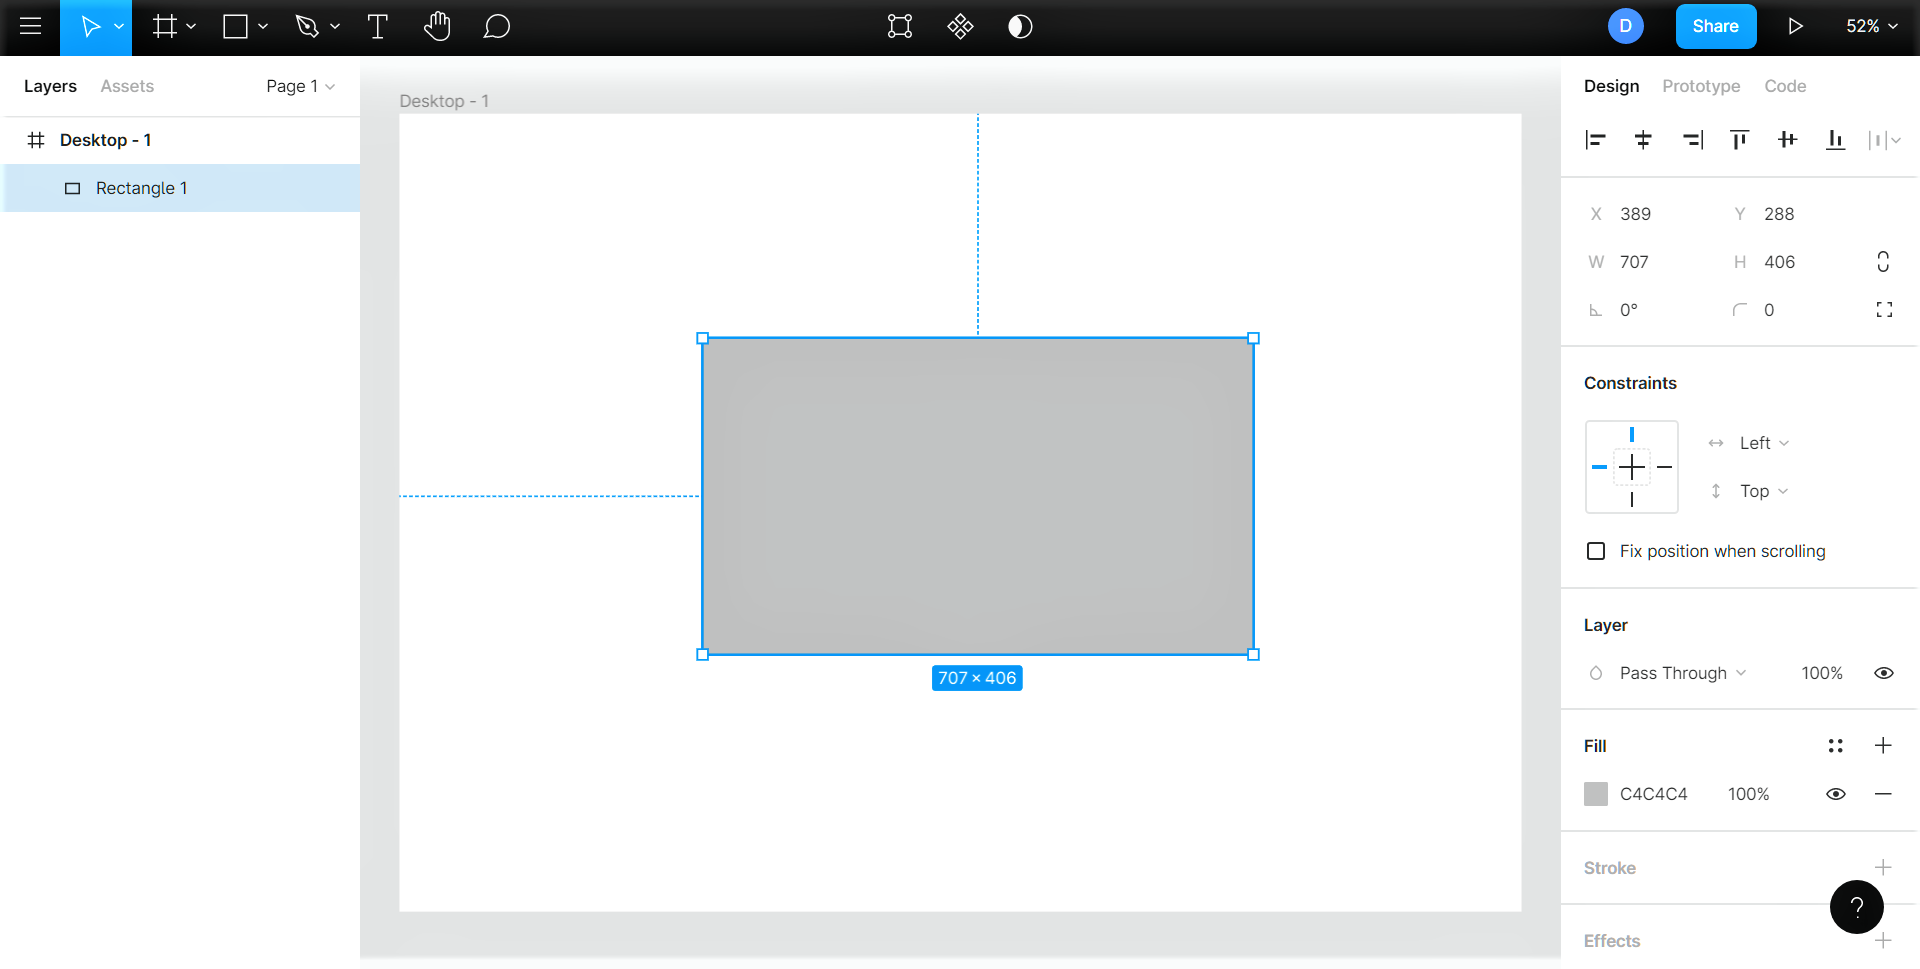 D
Share
52%
Layers
Assets
Page 1
Desktop - 1
Rectangle 1
Desktop - 1
707 × 406
Design
Prototype
Code
X 389
Y 288
W 707
H 406
0°
0
Constraints
Left
Top
Fix position when scrolling
Layer
Pass Through
100%
Fill
C4C4C4
100%
Stroke
?
Effects